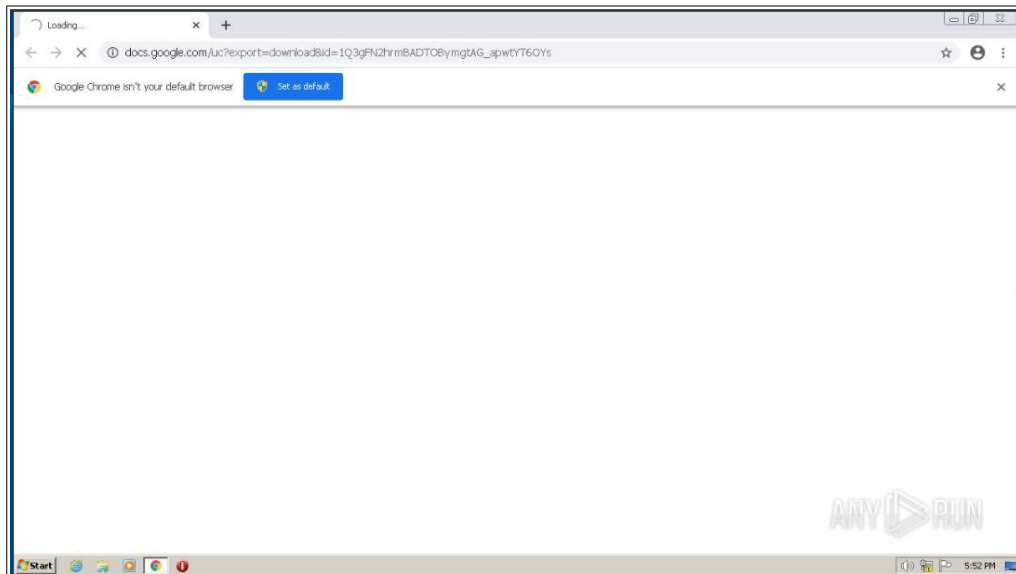 Loading...
docs.google.com/uc?export=download&id=1Q3gFN2hrmBADTOBymgtAG_apwtYT6OYs
Google Chrome isn't your default browser
Set as default
ANY RUN
Start
5:52 PM